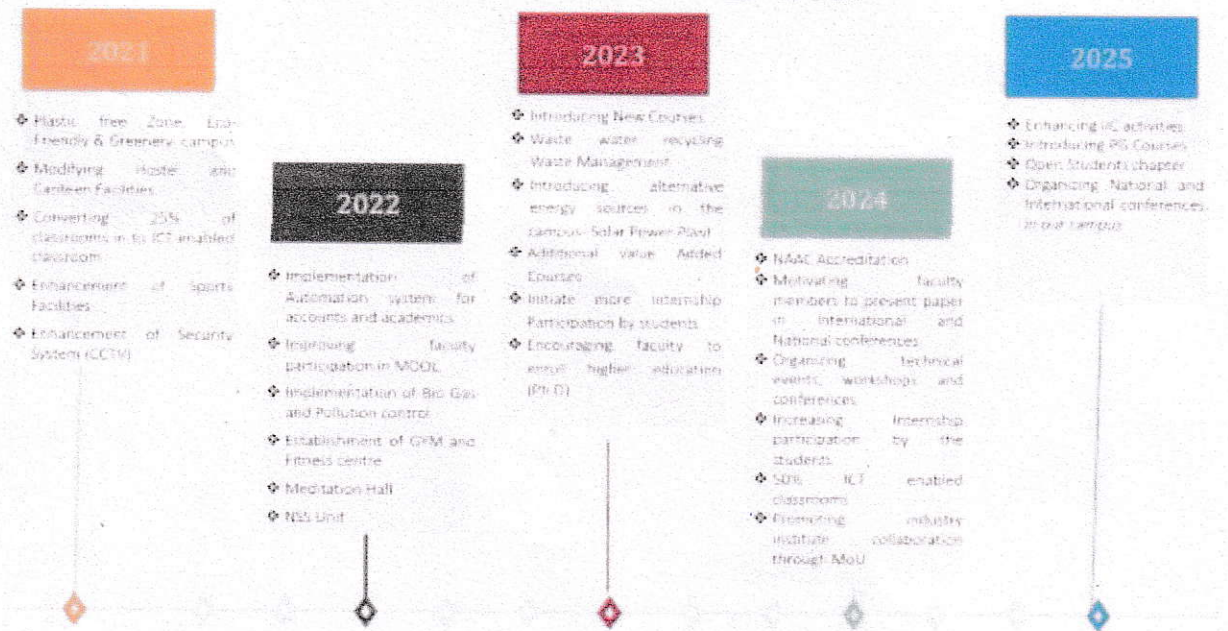 2021
❖ Plastic free Zone, Eco-
Friendly & Greenery campus
❖ Modifying Hostel and
Canteen Facilities
❖ Converting 25% of
classrooms in to ICT enabled
classroom
❖ Enhancement of Sports
Facilities
❖ Enhancement of Security
System (CCTV)
2022
❖ Implementation of
Automation system for
accounts and academics
❖ Improving faculty
participation in MOOC
❖ Implementation of Bio Gas
and Pollution control
❖ Establishment of GYM and
Fitness centre
❖ Meditation Hall
❖ NSS Unit
2023
❖ Introducing New Courses
❖ Waste water recycling
Waste Management
❖ Introducing alternative
energy sources in the
campus- Solar Power Plant
❖ Additional value Added
Courses
❖ Initiate more internship
Participation by students
❖ Encouraging faculty to
enroll higher education
(Ph.D)
2024
❖ NAAC Accreditation
❖ Motivating faculty
members to present paper
in International and
National conferences
❖ Organizing technical
events, workshops and
conferences
❖ Increasing Internship
participation by the
students
❖ 50% ICT enabled
classrooms
❖ Promoting industry
institute collaboration
through MoU
2025
❖ Enhancing IIC activities
❖ Introducing PG Courses
❖ Open Students chapter
❖ Organizing National and
International conferences
in our campus